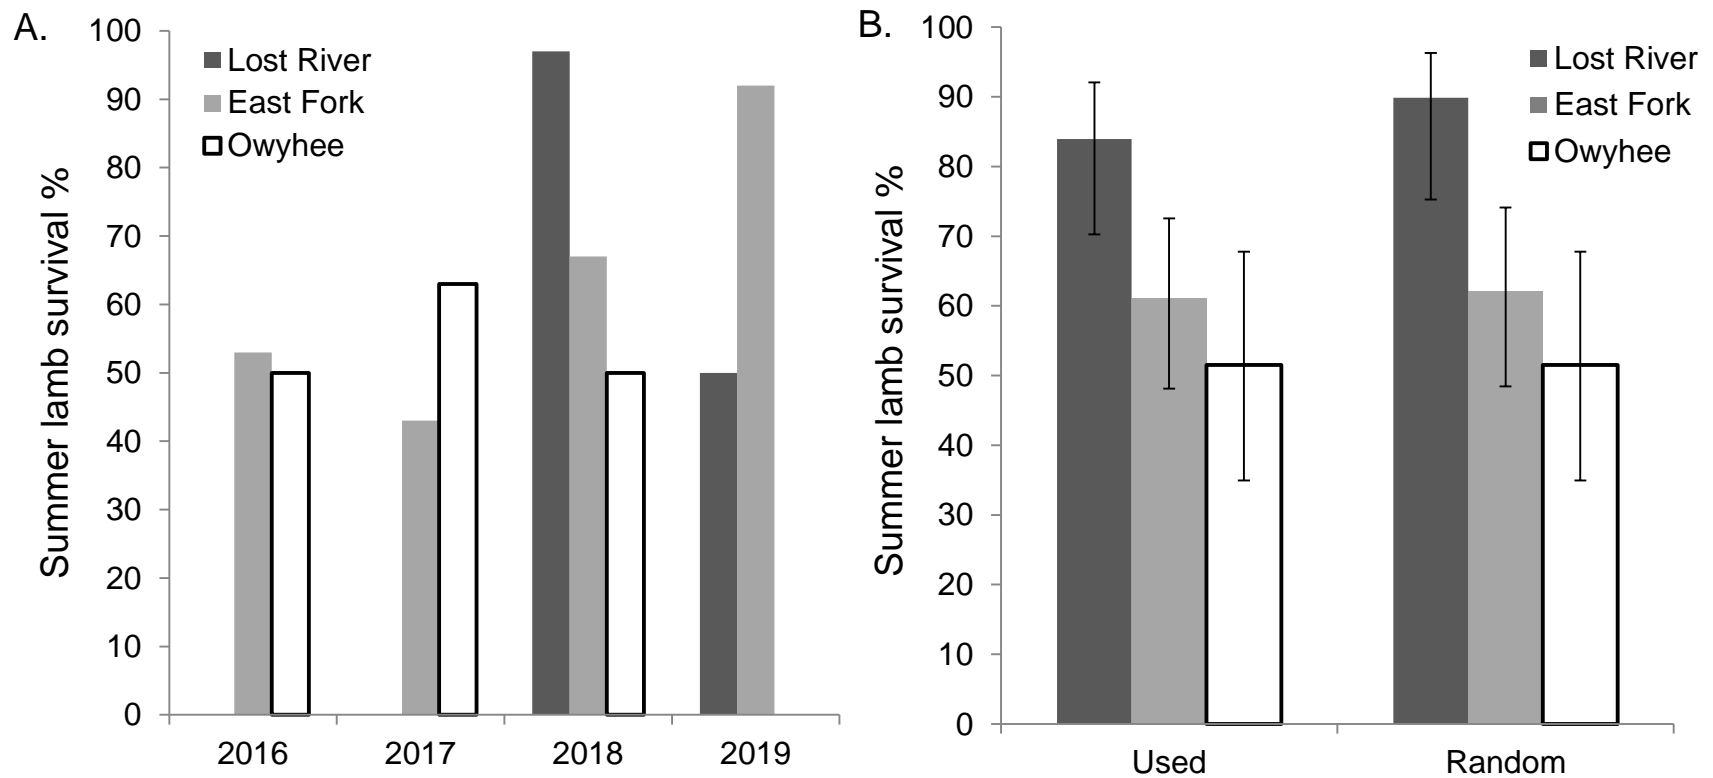 A.
Summer lamb survival %
100
90
80
70
60
50
40
30
20
10
0
Lost River
East Fork
Owyhee
2016 2017 2018 2019
B.
Summer lamb survival %
100
90
80
70
60
50
40
30
20
10
0
Lost River
East Fork
Owyhee
Used Random